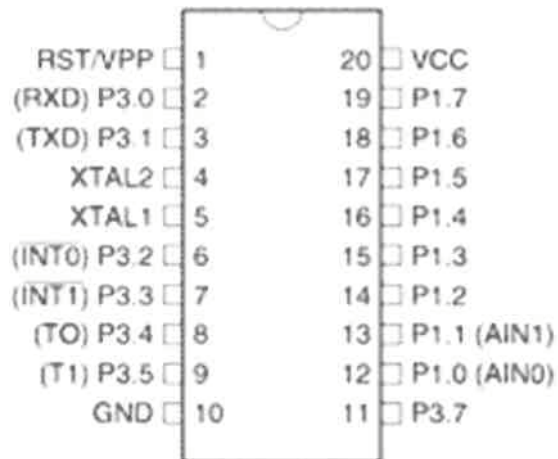 RST/VPP 1 20 VCC
(RXD) P3.0 2 19 P1.7
(TXD) P3.1 3 18 P1.6
XTAL2 4 17 P1.5
XTAL1 5 16 P1.4
(INT0) P3.2 6 15 P1.3
(INT1) P3.3 7 14 P1.2
(TO) P3.4 8 13 P1.1 (AIN1)
(T1) P3.5 9 12 P1.0 (AIN0)
GND 10 11 P3.7